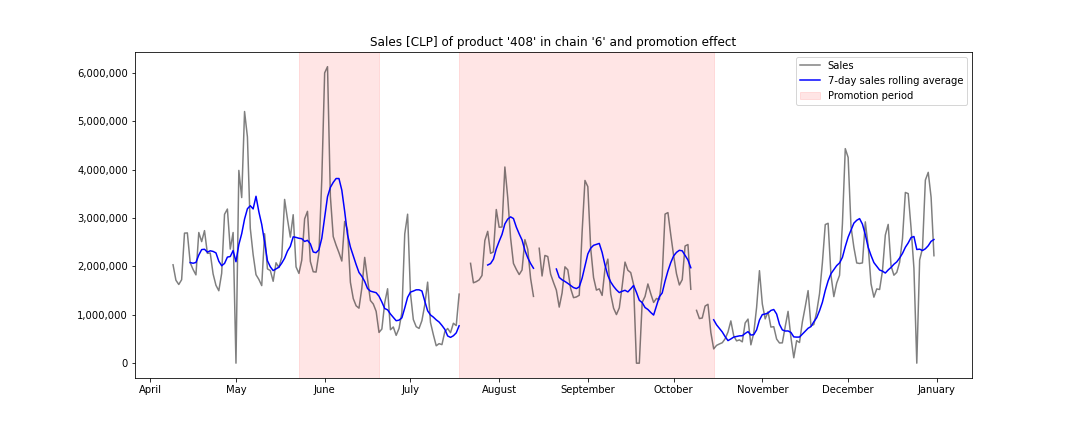 Sales [CLP] of product '408' in chain '6' and promotion effect
Sales
7-day sales rolling average
Promotion period
6,000,000
5,000,000
4,000,000
3,000,000
2,000,000
1,000,000
0
April May June July August September October November December January